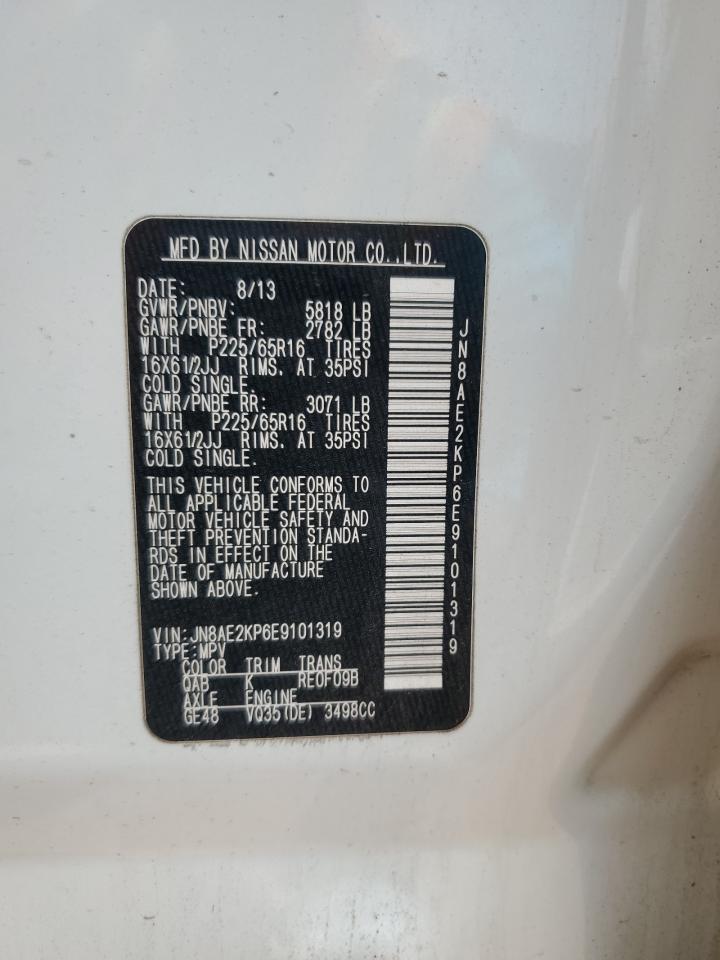 MFD BY NISSAN MOTOR CO.,LTD.
DATE: 8/13
GVWR/PNBV: 5818 LB
GAWR/PNBE FR: 2782 LB
WITH P225/65R16 TIRES
16X61/2JJ RIMS, AT 35PSI
COLD SINGLE.
GAWR/PNBE RR: 3071 LB
WITH P225/65R16 TIRES
16X61/2JJ RIMS, AT 35PSI
COLD SINGLE.
THIS VEHICLE CONFORMS TO
ALL APPLICABLE FEDERAL
MOTOR VEHICLE SAFETY AND
THEFT PREVENTION STANDA-
RDS IN EFFECT ON THE
DATE OF MANUFACTURE
SHOWN ABOVE.
VIN:JN8AE2KP6E9101319
TYPE:MPV
COLOR TRIM TRANS
QAB K RE0F09B
AXLE ENGINE
GE48 VQ35(DE) 3498CC
JN8AE2KP6E9101319